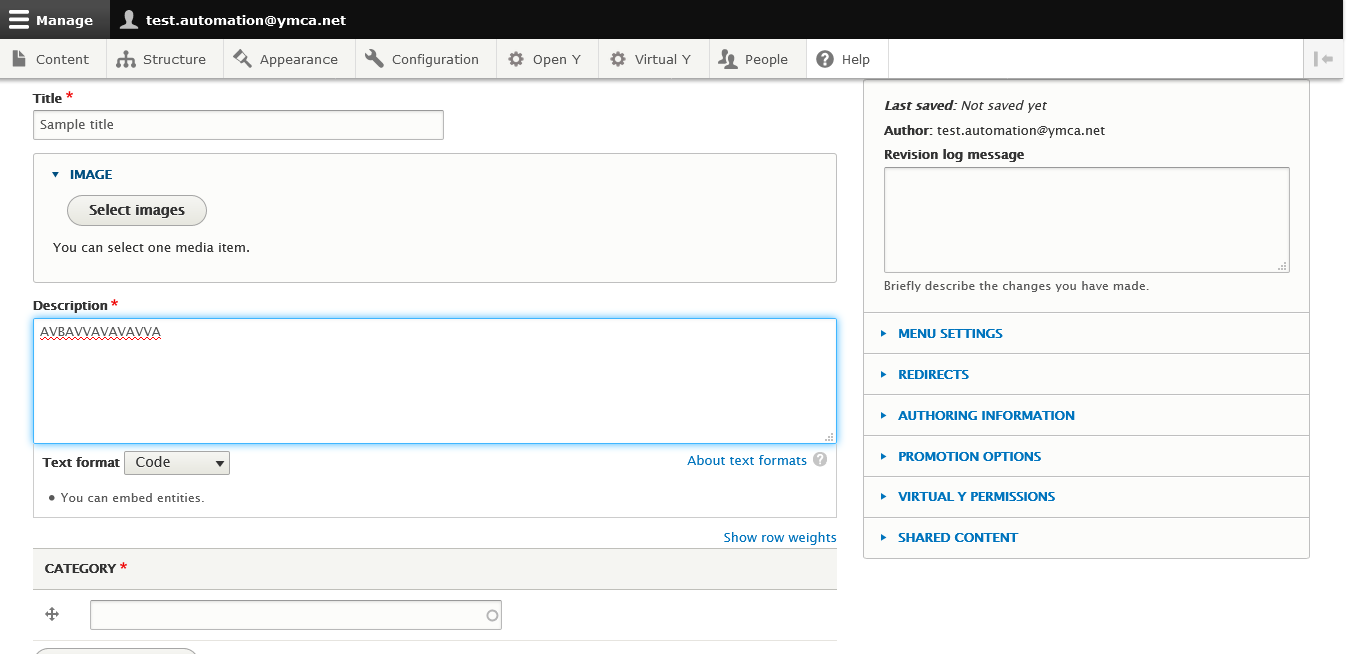 Manage test.automation@ymca.net
Content Structure Appearance Configuration Open Y Virtual Y People Help
Title *
Sample title
IMAGE
Select images
You can select one media item.
Description *
AVBAVVAVAVAVVA
Text format Code About text formats ?
• You can embed entities.
Show row weights
CATEGORY *
Last saved: Not saved yet
Author: test.automation@ymca.net
Revision log message
Briefly describe the changes you have made.
MENU SETTINGS
REDIRECTS
AUTHORING INFORMATION
PROMOTION OPTIONS
VIRTUAL Y PERMISSIONS
SHARED CONTENT